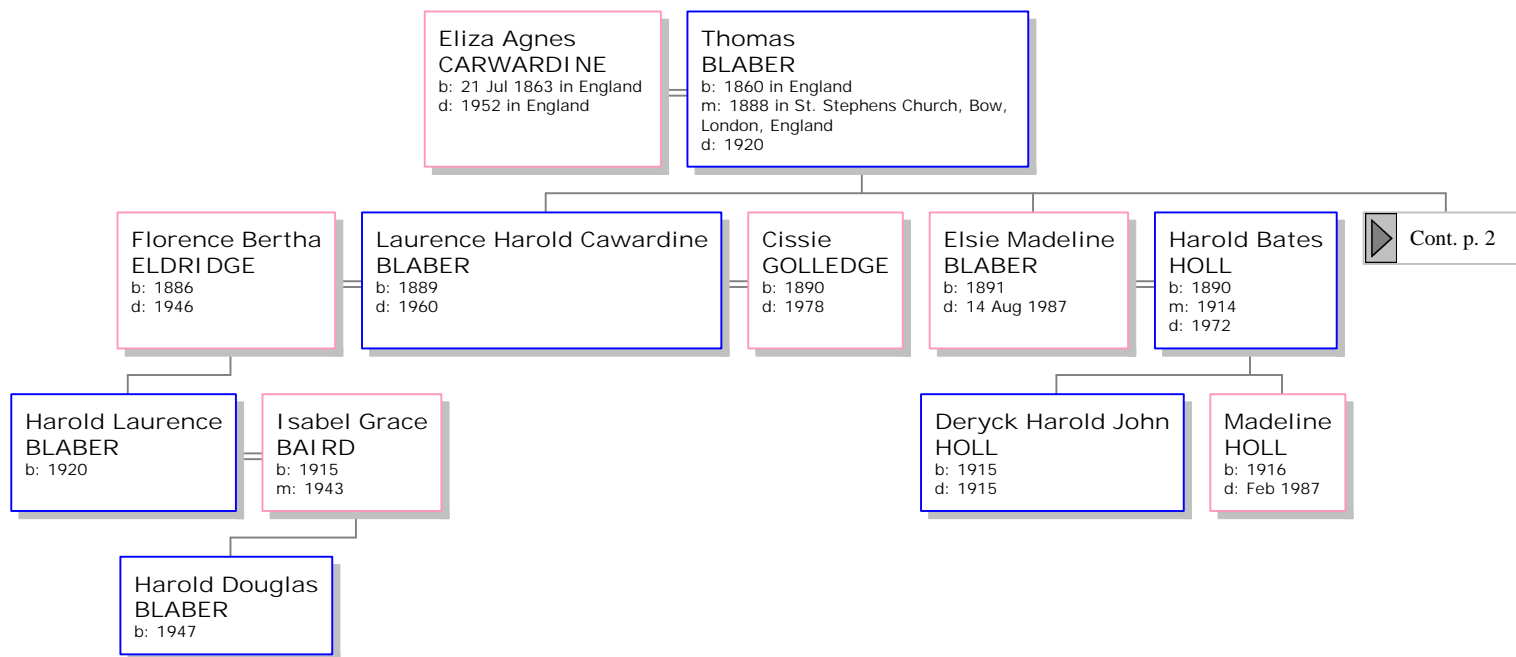 Eliza Agnes
CARWARDINE
b: 21 Jul 1863 in England
d: 1952 in England
Thomas
BLABER
b: 1860 in England
m: 1888 in St. Stephens Church, Bow,
London, England
d: 1920
Florence Bertha
ELDRIDGE
b: 1886
d: 1946
Laurence Harold Cawardine
BLABER
b: 1889
d: 1960
Cissie
GOLLEDGE
b: 1890
d: 1978
Elsie Madeline
BLABER
b: 1891
d: 14 Aug 1987
Harold Bates
HOLL
b: 1890
m: 1914
d: 1972
Cont. p. 2
Harold Laurence
BLABER
b: 1920
Isabel Grace
BAIRD
b: 1915
m: 1943
Deryck Harold John
HOLL
b: 1915
d: 1915
Madeline
HOLL
b: 1916
d: Feb 1987
Harold Douglas
BLABER
b: 1947